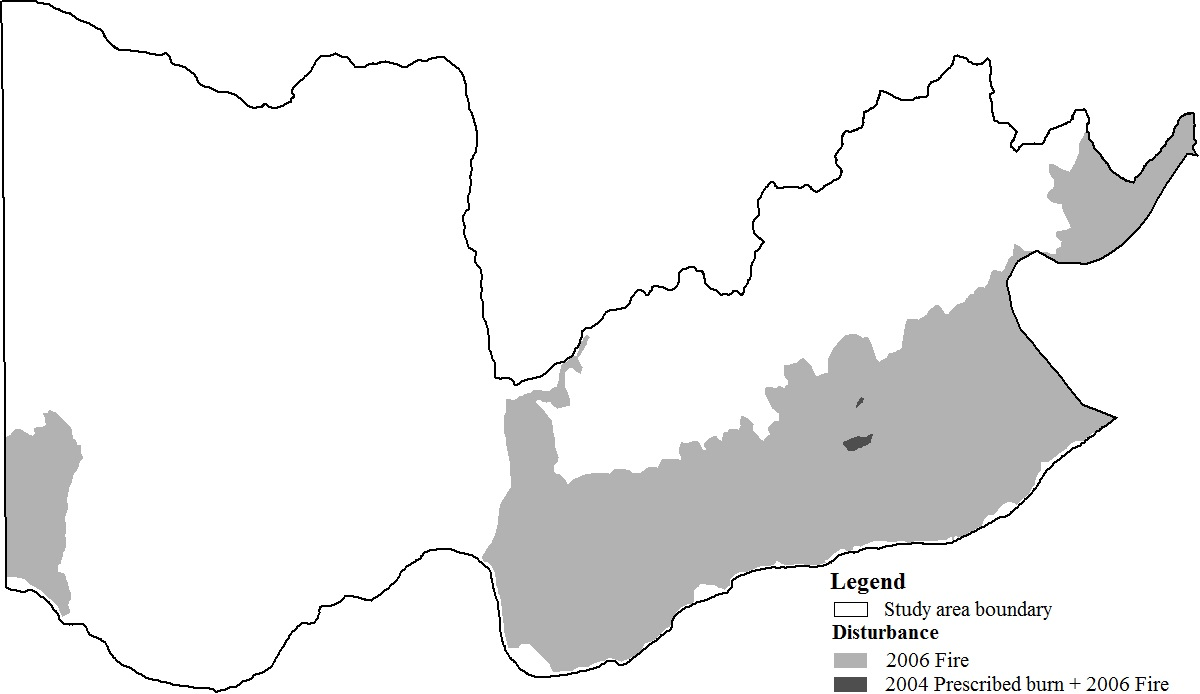 Legend
Study area boundary
Disturbance
2006 Fire
2004 Prescribed burn + 2006 Fire